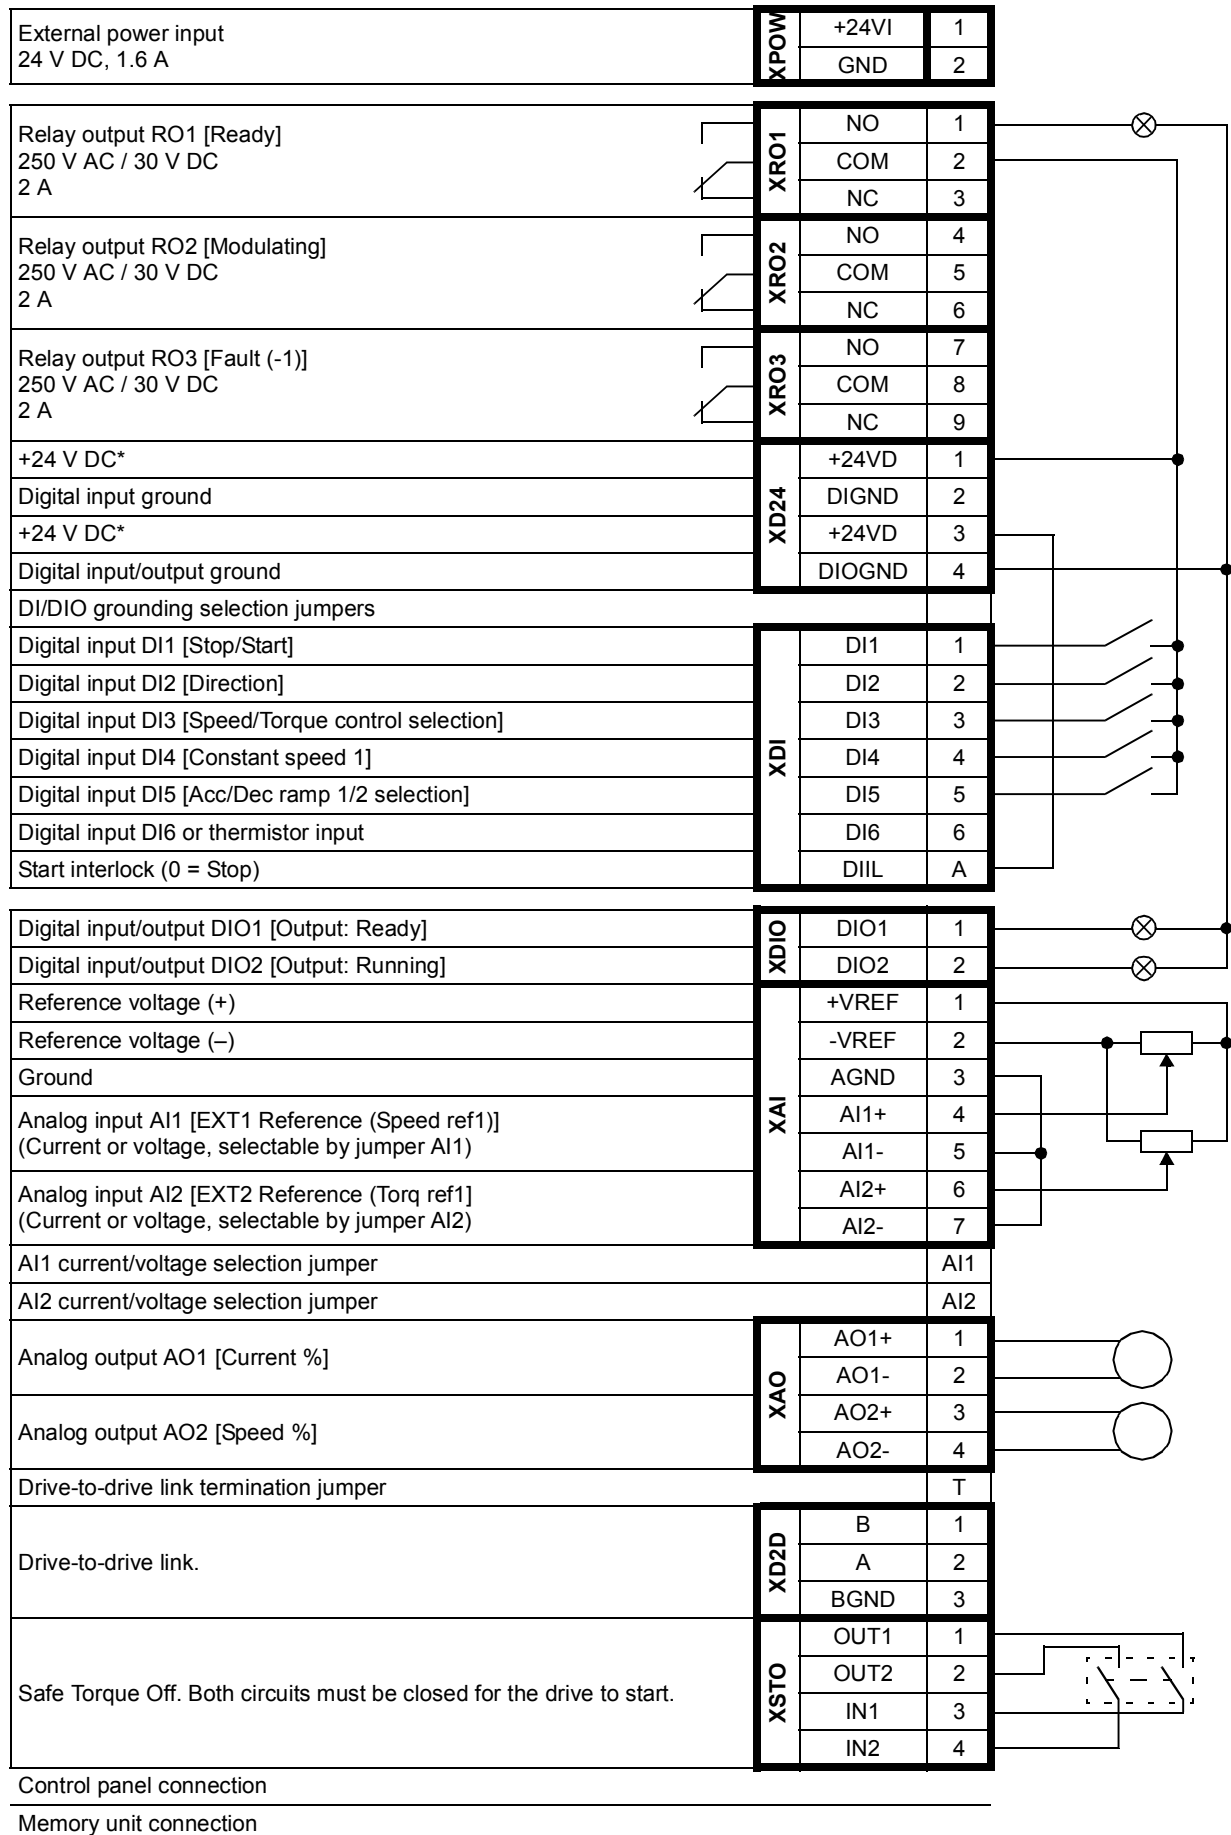 External power input
24 V DC, 1.6 A
XPOW
+24VI 1
GND 2
Relay output RO1 [Ready]
250 V AC / 30 V DC
2 A
XRO1
NO 1
COM 2
NC 3
Relay output RO2 [Modulating]
250 V AC / 30 V DC
2 A
XRO2
NO 4
COM 5
NC 6
Relay output RO3 [Fault (-1)]
250 V AC / 30 V DC
2 A
XRO3
NO 7
COM 8
NC 9
XD24
+24 V DC* +24VD 1
Digital input ground DIGND 2
+24 V DC* +24VD 3
Digital input/output ground DIOGND 4
DI/DIO grounding selection jumpers
XDI
Digital input DI1 [Stop/Start] DI1 1
Digital input DI2 [Direction] DI2 2
Digital input DI3 [Speed/Torque control selection] DI3 3
Digital input DI4 [Constant speed 1] DI4 4
Digital input DI5 [Acc/Dec ramp 1/2 selection] DI5 5
Digital input DI6 or thermistor input DI6 6
Start interlock (0 = Stop) DIIL A
XDIO
Digital input/output DIO1 [Output: Ready] DIO1 1
Digital input/output DIO2 [Output: Running] DIO2 2
XAI
Reference voltage (+) +VREF 1
Reference voltage (–) -VREF 2
Ground AGND 3
Analog input AI1 [EXT1 Reference (Speed ref1)]
(Current or voltage, selectable by jumper AI1)
AI1+ 4
AI1- 5
Analog input AI2 [EXT2 Reference (Torq ref1]
(Current or voltage, selectable by jumper AI2)
AI2+ 6
AI2- 7
AI1 current/voltage selection jumper AI1
AI2 current/voltage selection jumper AI2
XAO
Analog output AO1 [Current %]
AO1+ 1
AO1- 2
Analog output AO2 [Speed %]
AO2+ 3
AO2- 4
Drive-to-drive link termination jumper T
Drive-to-drive link.
XD2D
B 1
A 2
BGND 3
Safe Torque Off. Both circuits must be closed for the drive to start.
XSTO
OUT1 1
OUT2 2
IN1 3
IN2 4
Control panel connection
Memory unit connection